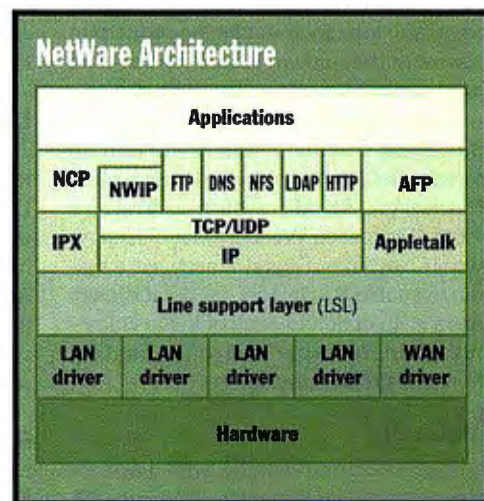 NetWare Architecture
Applications
NCP NWIP FTP DNS NFS LDAP HTTP AFP
IPX TCP/UDP Appletalk
IP
Line support layer (LSL)
LAN driver LAN driver LAN driver LAN driver WAN driver
Hardware